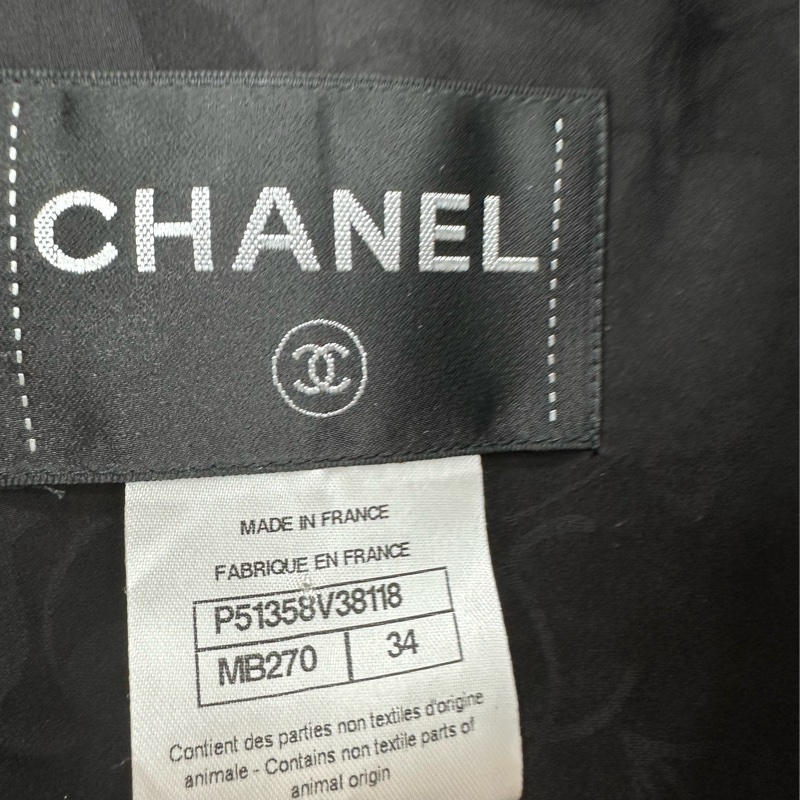 CHANEL
MADE IN FRANCE
FABRIQUE EN FRANCE
P51358V38118
MB270 34
Contient des parties non textiles d'origine
animale - Contains non textile parts of
animal origin